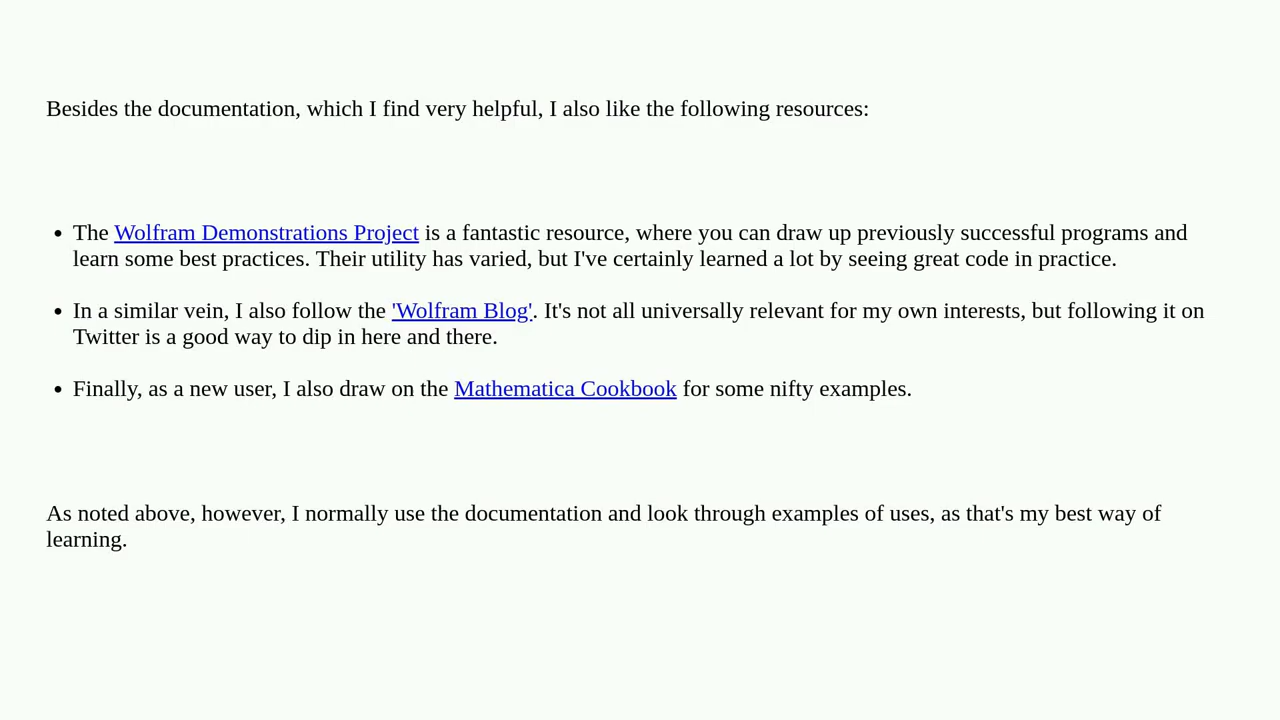 Besides the documentation, which I find very helpful, I also like the following resources:
• The Wolfram Demonstrations Project is a fantastic resource, where you can draw up previously successful programs and
learn some best practices. Their utility has varied, but I've certainly learned a lot by seeing great code in practice.
• In a similar vein, I also follow the 'Wolfram Blog'. It's not all universally relevant for my own interests, but following it on
Twitter is a good way to dip in here and there.
• Finally, as a new user, I also draw on the Mathematica Cookbook for some nifty examples.
As noted above, however, I normally use the documentation and look through examples of uses, as that's my best way of
learning.